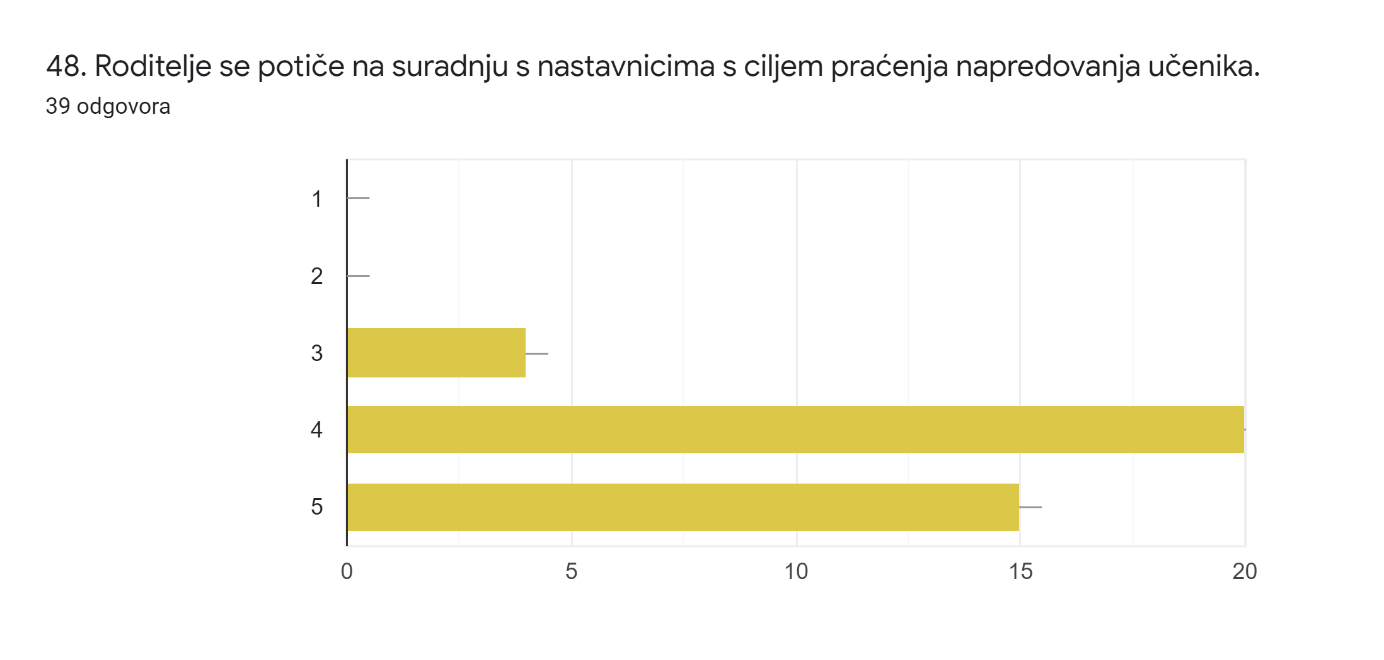 48. Roditelje se potiče na suradnju s nastavnicima s ciljem praćenja napredovanja učenika.
39 odgovora
1
2
3
4
5
0 5 10 15 20